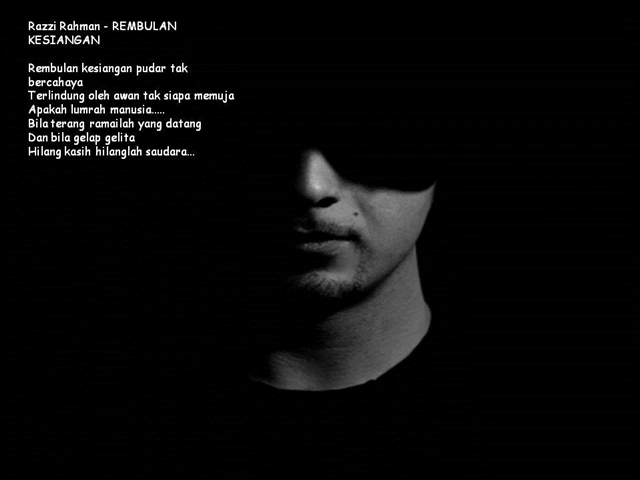 Razzi Rahman - REMBULAN
KESIANGAN
Rembulan kesiangan pudar tak
bercahaya
Terlindung oleh awan tak siapa memuja
Apakah lumrah manusia.....
Bila terang ramailah yang datang
Dan bila gelap gelita
Hilang kasih hilanglah saudara...